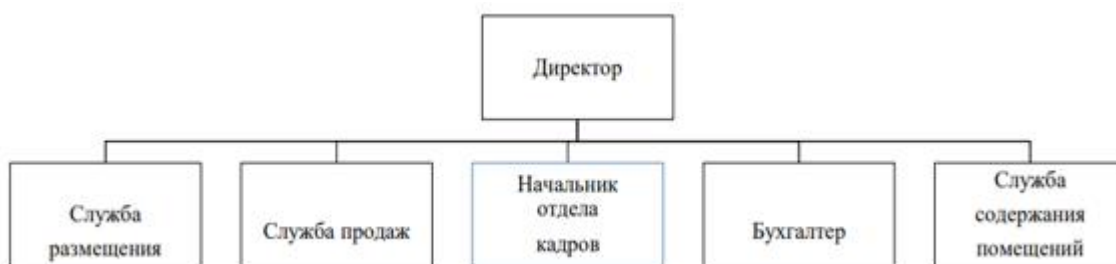 Директор
Служба
размещения
Служба продаж
Начальник
отдела
кадров
Бухгалтер
Служба
содержания
помещений